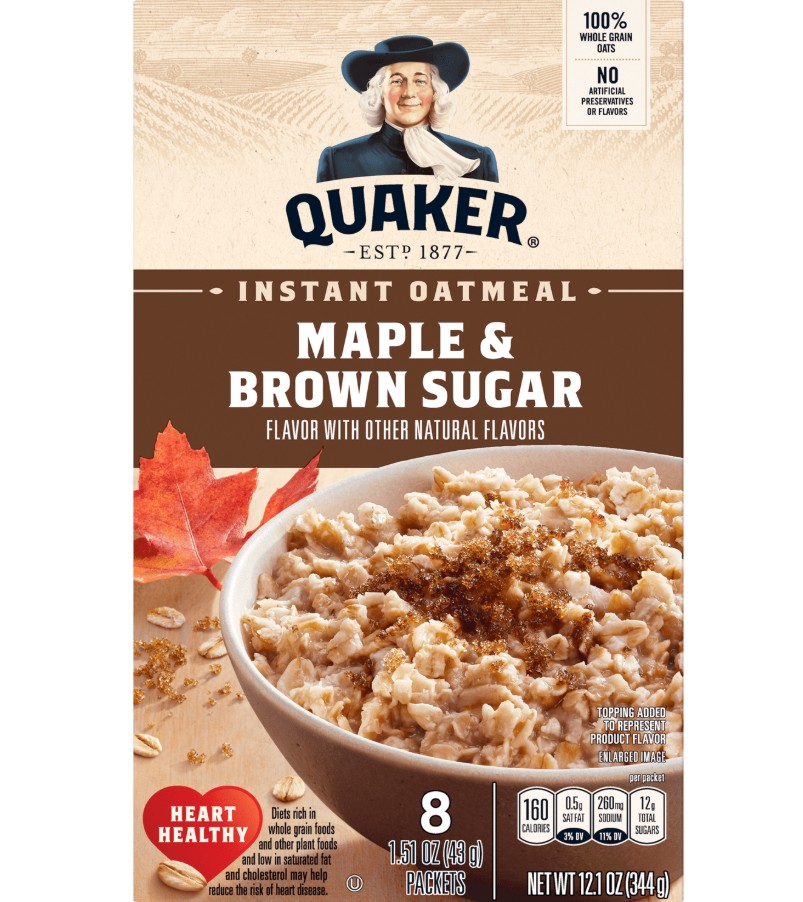 100%
WHOLE GRAIN
OATS
NO
ARTIFICIAL
PRESERVATIVES
OR FLAVORS
QUAKER®
ESTD 1877
INSTANT OATMEAL
MAPLE &
BROWN SUGAR
FLAVOR WITH OTHER NATURAL FLAVORS
TOPPING ADDED
TO REPRESENT
PRODUCT FLAVOR
ENLARGED IMAGE
HEART
HEALTHY
Diets rich in
whole grain foods
and other plant foods
and low in saturated fat
and cholesterol may help
reduce the risk of heart disease.
U
8
1.51 OZ (43 g)
PACKETS
per packet
160
CALORIES
0.5g
SAT FAT
3% DV
260mg
SODIUM
11% DV
12g
TOTAL
SUGARS
NET WT 12.1 OZ (344 g)